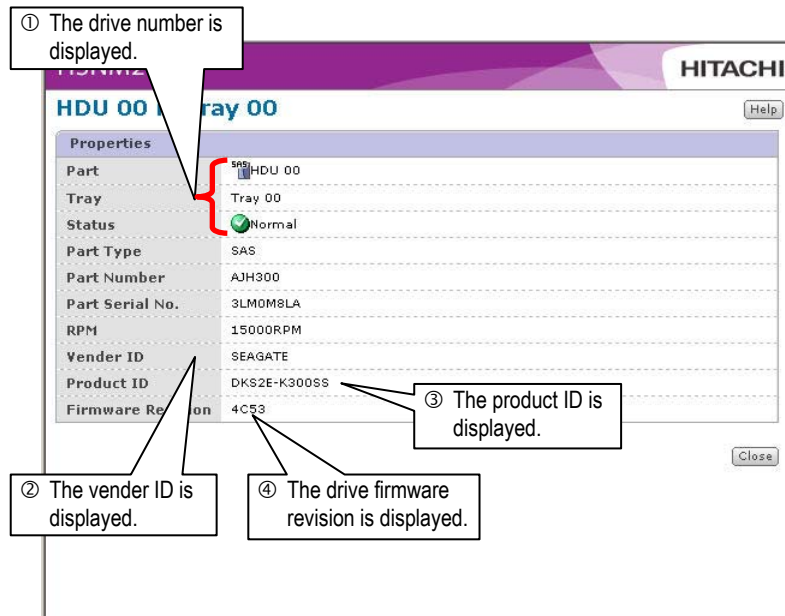 ① The drive number is
displayed.
HITACHI
HDU 00 ray 00
Help
Properties
Part SAS HDU 00
Tray Tray 00
Status Normal
Part Type SAS
Part Number AJH300
Part Serial No. 3LM0M8LA
RPM 15000RPM
Vender ID SEAGATE
Product ID DKS2E-K300SS
Firmware Re on 4C53
③ The product ID is
displayed.
Close
② The vender ID is
displayed.
④ The drive firmware
revision is displayed.